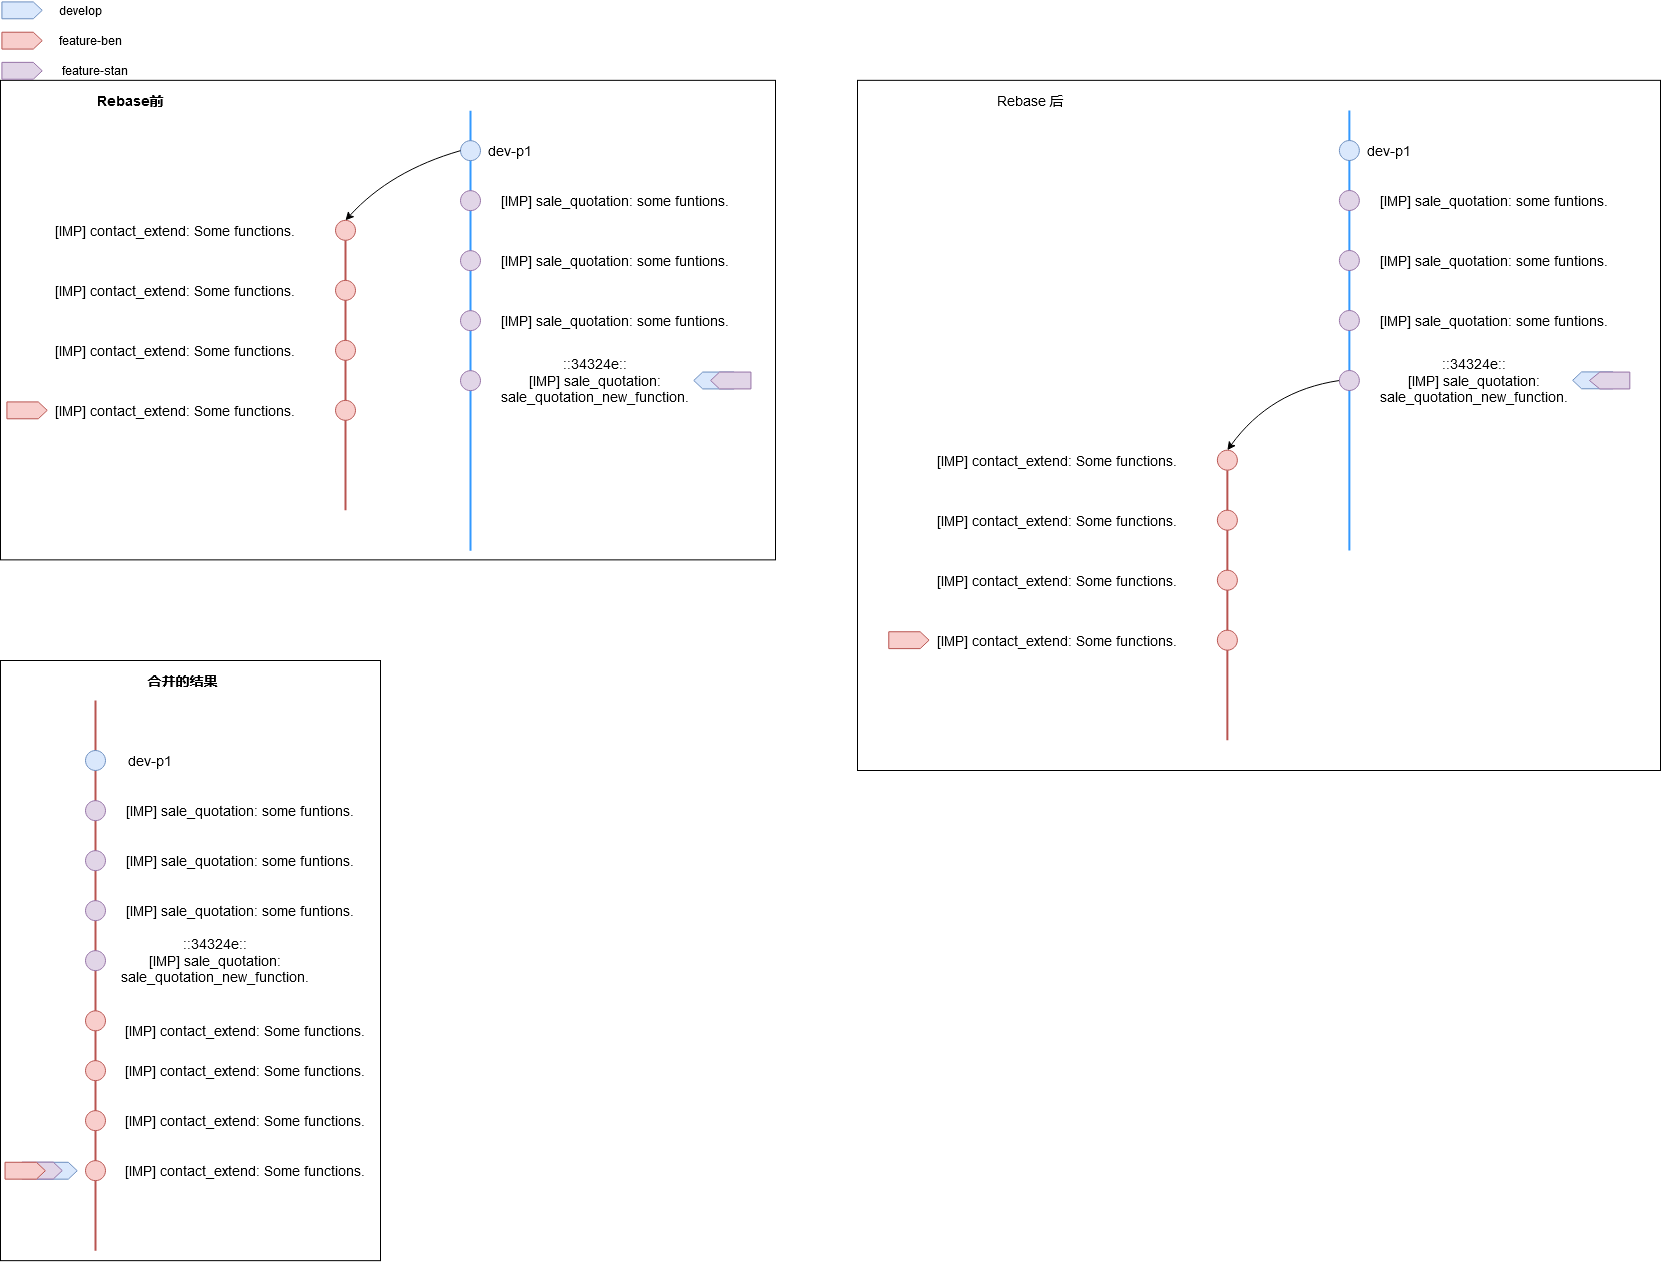 develop
feature-ben
feature-stan
Rebase前
dev-p1
[IMP] sale_quotation: some funtions.
[IMP] contact_extend: Some functions.
[IMP] sale_quotation: some funtions.
[IMP] contact_extend: Some functions.
[IMP] sale_quotation: some funtions.
[IMP] contact_extend: Some functions.
::34324e::
[IMP] sale_quotation:
sale_quotation_new_function.
[IMP] contact_extend: Some functions.
Rebase 后
dev-p1
[IMP] sale_quotation: some funtions.
[IMP] sale_quotation: some funtions.
[IMP] sale_quotation: some funtions.
::34324e::
[IMP] sale_quotation:
sale_quotation_new_function.
[IMP] contact_extend: Some functions.
[IMP] contact_extend: Some functions.
[IMP] contact_extend: Some functions.
[IMP] contact_extend: Some functions.
合并的结果
dev-p1
[IMP] sale_quotation: some funtions.
[IMP] sale_quotation: some funtions.
[IMP] sale_quotation: some funtions.
::34324e::
[IMP] sale_quotation:
sale_quotation_new_function.
[IMP] contact_extend: Some functions.
[IMP] contact_extend: Some functions.
[IMP] contact_extend: Some functions.
[IMP] contact_extend: Some functions.